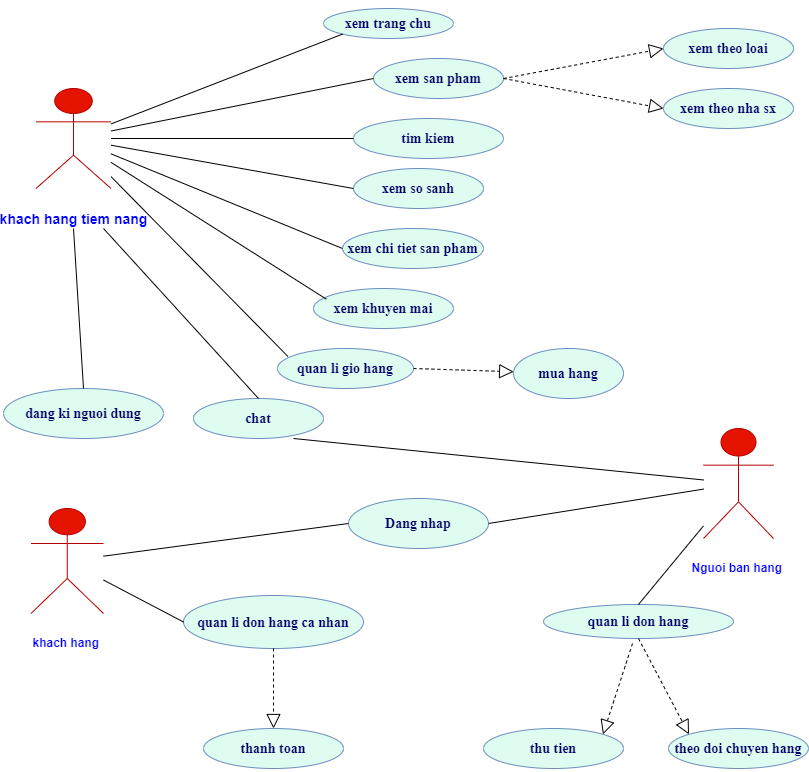 xem trang chu
xem san pham
xem theo loai
xem theo nha sx
tim kiem
xem so sanh
khach hang tiem nang
xem chi tiet san pham
xem khuyen mai
quan li gio hang
mua hang
dang ki nguoi dung
chat
Dang nhap
Nguoi ban hang
khach hang
quan li don hang ca nhan
quan li don hang
thanh toan
thu tien
theo doi chuyen hang